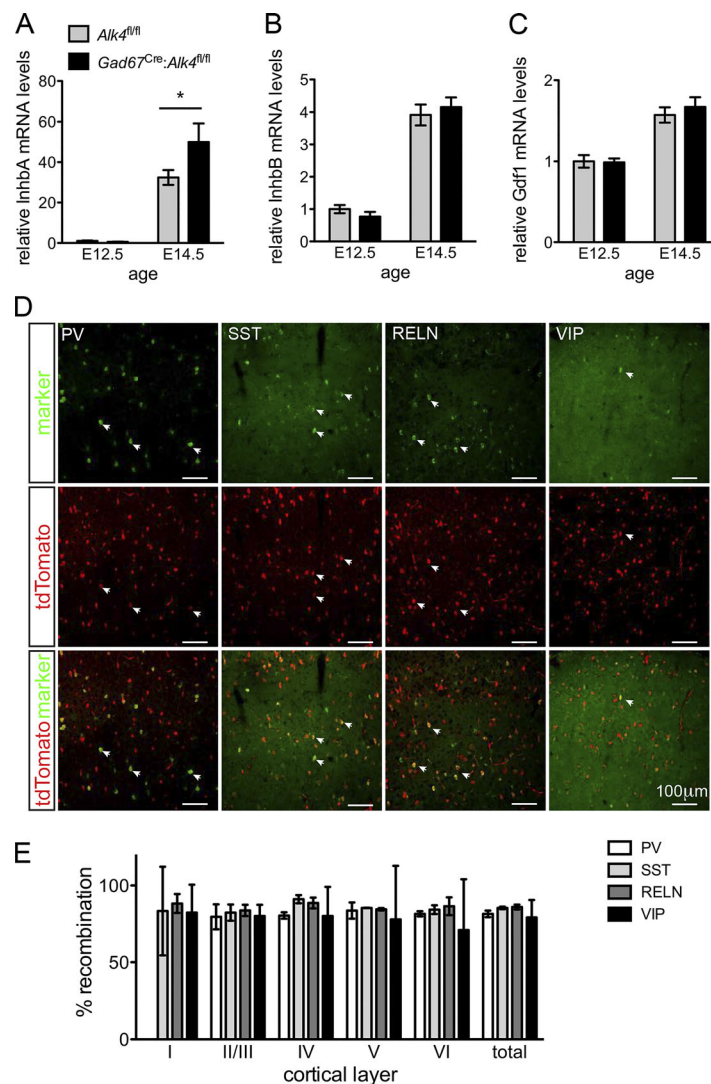 A
Alk4fl/fl
Gad67Cre:Alk4fl/fl
relative InhbA mRNA levels
80
60
40
20
0
*
E12.5
E14.5
age
B
relative InhbB mRNA levels
6
4
2
0
E12.5
E14.5
age
C
relative Gdf1 mRNA levels
2
1
0
E12.5
E14.5
age
D
PV
SST
RELN
VIP
marker
tdTomato
tdTomato marker
100μm
E
% recombination
100
50
0
I
II/III
IV
V
VI
total
cortical layer
PV
SST
RELN
VIP